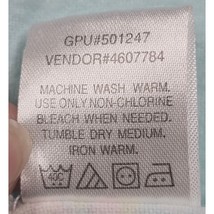 GPU#501247
VENDOR#4607784
MACHINE WASH WARM.
USE ONLY NON-CHLORINE
BLEACH WHEN NEEDED.
TUMBLE DRY MEDIUM.
IRON WARM.
40